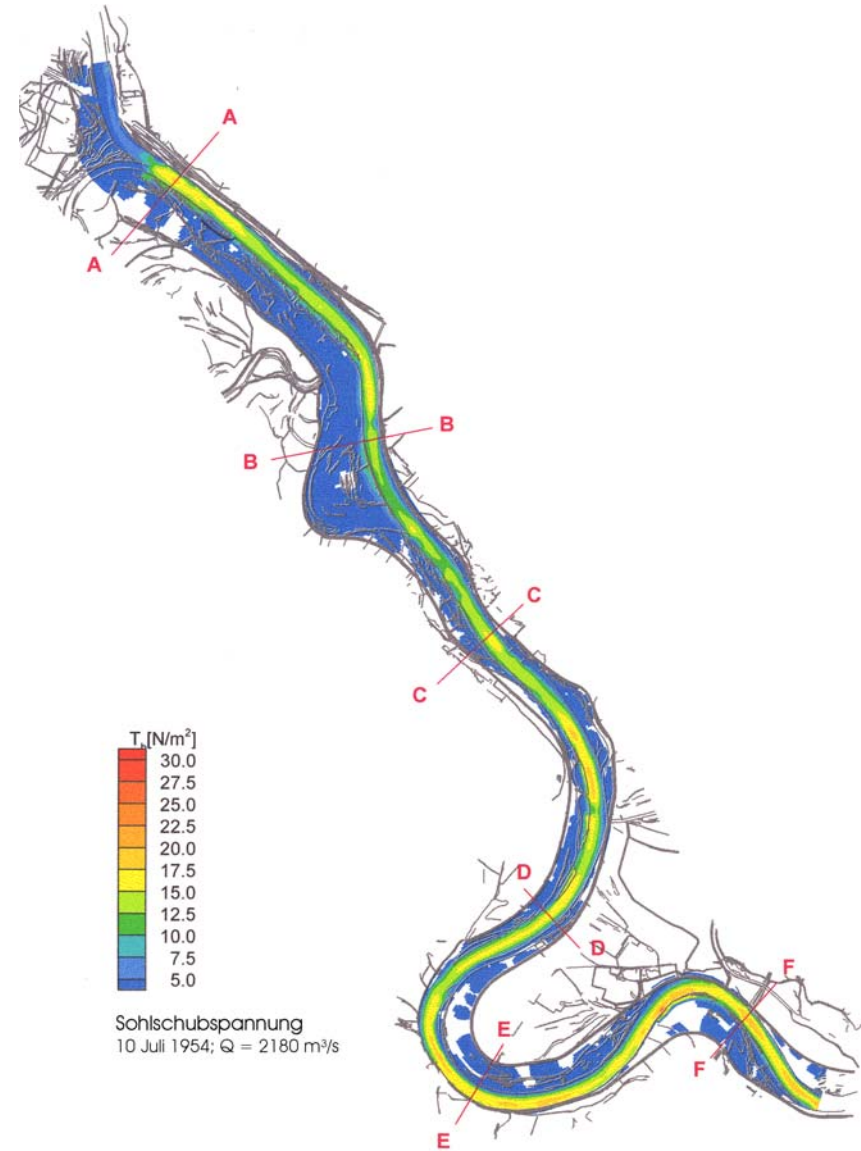 A
A
B
B
C
C
T_b[N/m²]
30.0
27.5
25.0
22.5
20.0
17.5
15.0
12.5
10.0
7.5
5.0
D
D
F
E
F
E
Sohlschubspannung
10 Juli 1954; Q = 2180 m³/s